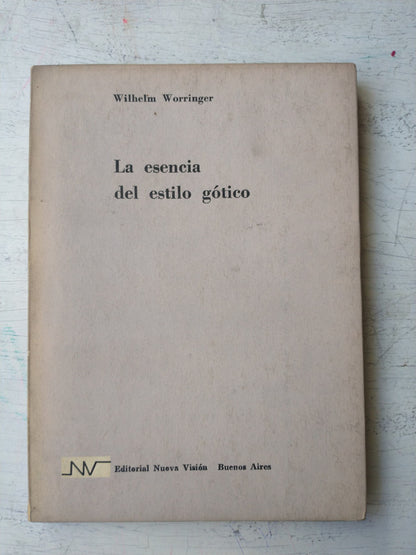 Wilhelm Worringer
La esencia
del estilo gótico
NV Editorial Nueva Visión Buenos Aires